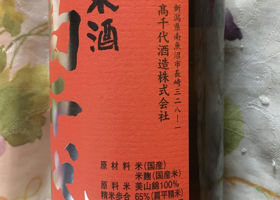 米酒
新潟県南魚沼市長崎三二八ー一
髙千代酒造株式会社
原材料 米(国産)
米麹(国産米)
原料米 美山錦100%
精米歩合 65%(扁平精米)